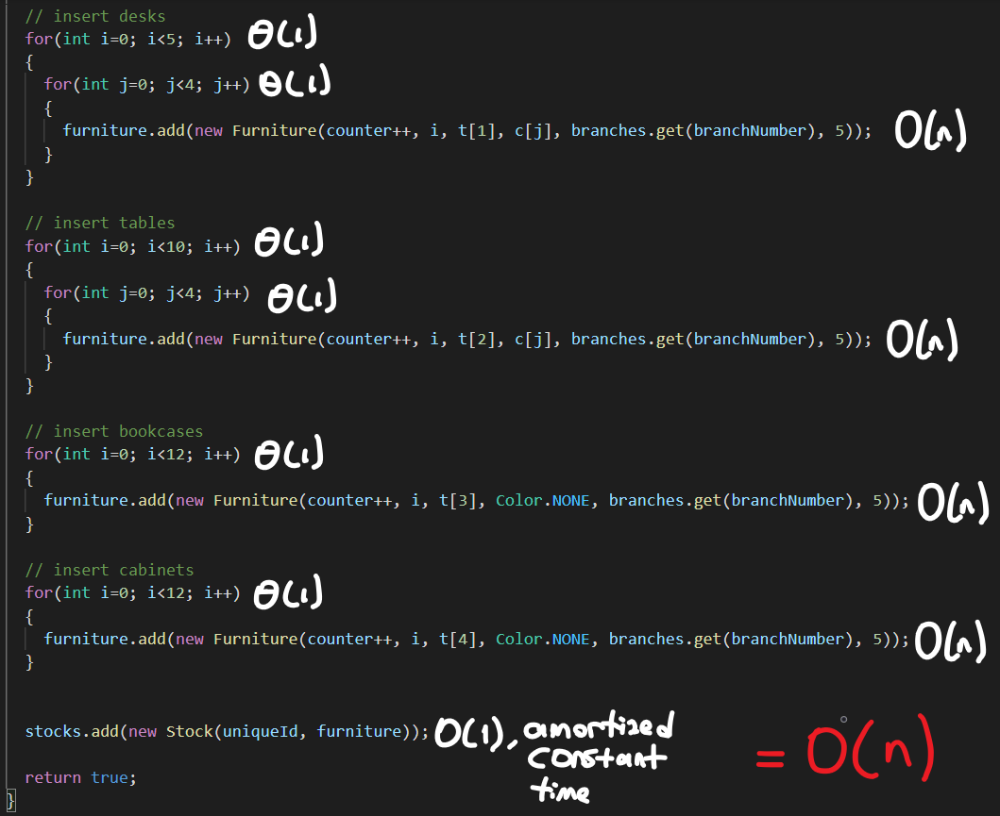 // insert desks
for(int i=0; i<5; i++) Θ(1)
{
for(int j=0; j<4; j++) Θ(1)
{
furniture.add(new Furniture(counter++, i, t[1], c[j], branches.get(branchNumber), 5)); O(n)
}
}
// insert tables
for(int i=0; i<10; i++) Θ(1)
{
for(int j=0; j<4; j++) Θ(1)
{
furniture.add(new Furniture(counter++, i, t[2], c[j], branches.get(branchNumber), 5)); O(n)
}
}
// insert bookcases
for(int i=0; i<12; i++) Θ(1)
{
furniture.add(new Furniture(counter++, i, t[3], Color.NONE, branches.get(branchNumber), 5)); O(n)
}
// insert cabinets
for(int i=0; i<12; i++) Θ(1)
{
furniture.add(new Furniture(counter++, i, t[4], Color.NONE, branches.get(branchNumber), 5)); O(n)
}
stocks.add(new Stock(uniqueId, furniture)); O(1), amortized
constant
time
= O(n)
return true;
}